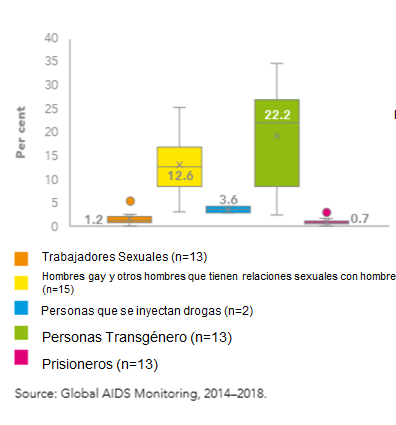 40
35
30
25
20
15
10
5
0
Per cent
1.2
12.6
3.6
22.2
0.7
Trabajadores Sexuales (n=13)
Hombres gay y otros hombres que tienen relaciones sexuales con hombre
(n=15)
Personas que se inyectan drogas (n=2)
Personas Transgénero (n=13)
Prisioneros (n=13)
Source: Global AIDS Monitoring, 2014–2018.